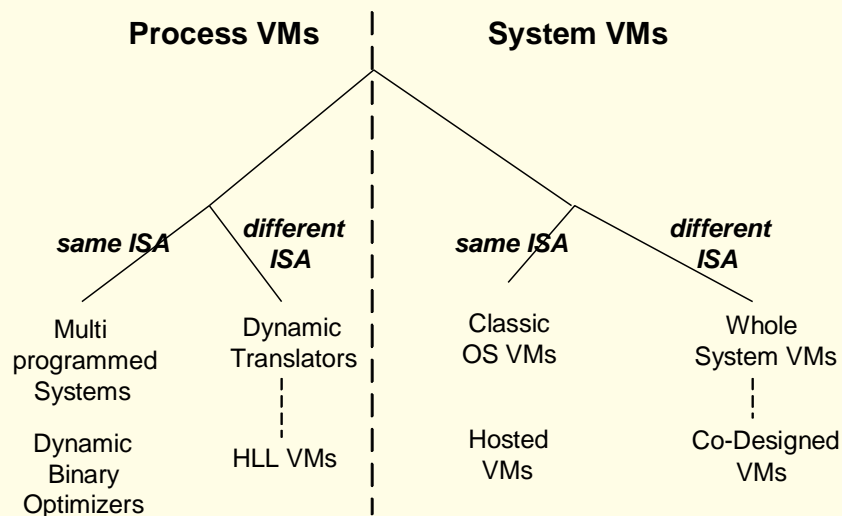 Process VMs
System VMs
same ISA
different
ISA
same ISA
different
ISA
Multi
programmed
Systems
Dynamic
Translators
Classic
OS VMs
Whole
System VMs
Dynamic
Binary
Optimizers
HLL VMs
Hosted
VMs
Co-Designed
VMs